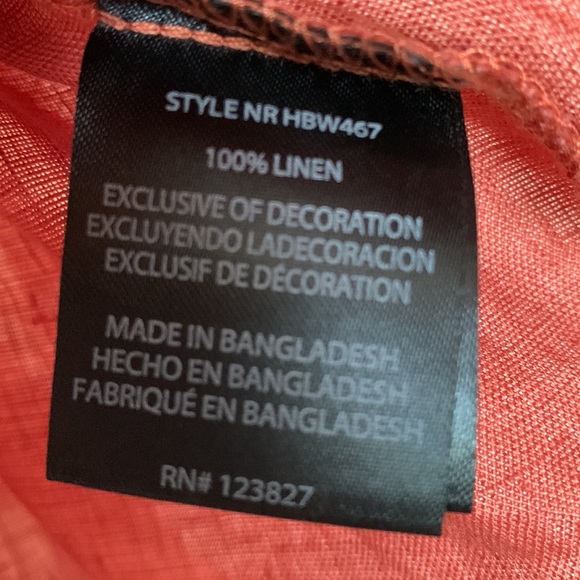 STYLE NR HBW467
100% LINEN
EXCLUSIVE OF DECORATION
EXCLUYENDO LADECORACION
EXCLUSIF DE DÉCORATION
MADE IN BANGLADESH
HECHO EN BANGLADESH
FABRIQUÉ EN BANGLADESH
RN# 123827